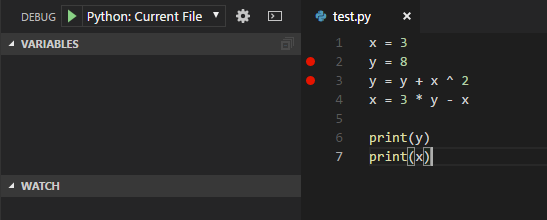 DEBUG Python: Current File
VARIABLES
WATCH
test.py
1 x = 3
2 y = 8
3 y = y + x ^ 2
4 x = 3 * y - x
5
6 print(y)
7 print(x)